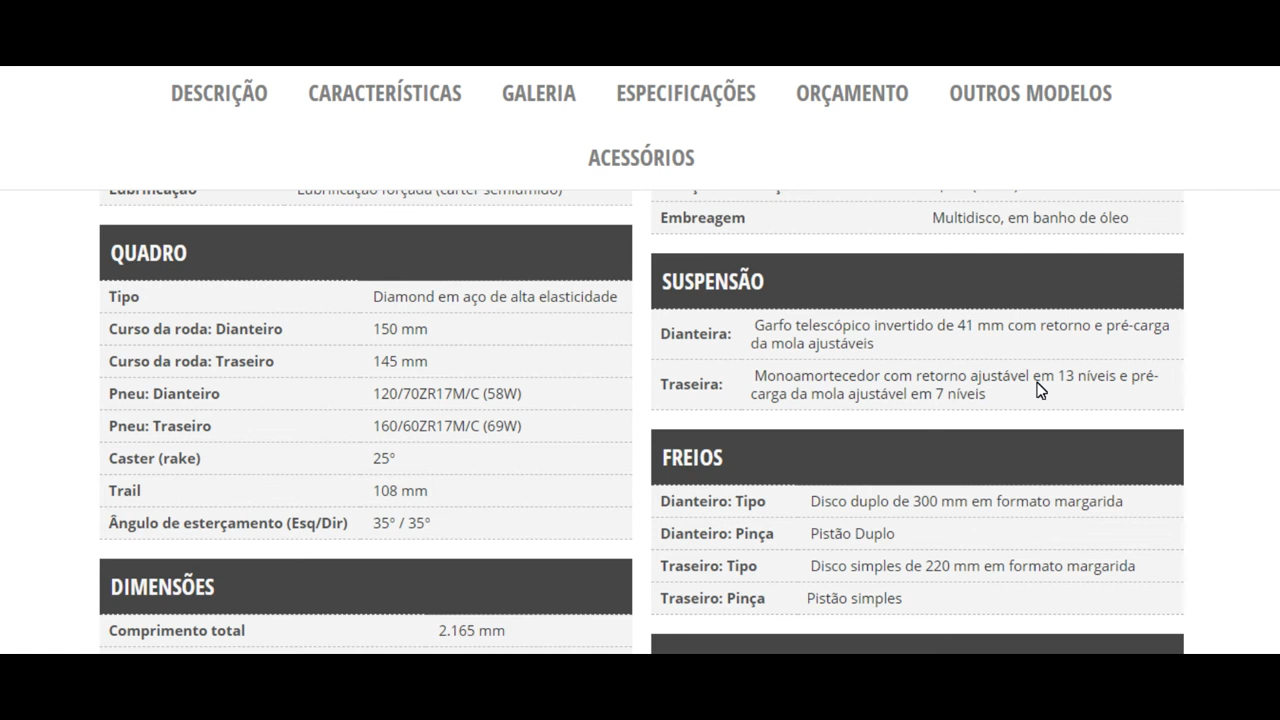 DESCRIÇÃO CARACTERÍSTICAS GALERIA ESPECIFICAÇÕES ORÇAMENTO OUTROS MODELOS
ACESSÓRIOS
Lubrificação Lubrificação forçada (cárter semiúmido)
QUADRO
Tipo Diamond em aço de alta elasticidade
Curso da roda: Dianteiro 150 mm
Curso da roda: Traseiro 145 mm
Pneu: Dianteiro 120/70ZR17M/C (58W)
Pneu: Traseiro 160/60ZR17M/C (69W)
Caster (rake) 25°
Trail 108 mm
Ângulo de esterçamento (Esq/Dir) 35° / 35°
DIMENSÕES
Comprimento total 2.165 mm
Embreagem Multidisco, em banho de óleo
SUSPENSÃO
Dianteira: Garfo telescópico invertido de 41 mm com retorno e pré-carga
da mola ajustáveis
Traseira: Monoamortecedor com retorno ajustável em 13 níveis e pré-
carga da mola ajustável em 7 níveis
FREIOS
Dianteiro: Tipo Disco duplo de 300 mm em formato margarida
Dianteiro: Pinça Pistão Duplo
Traseiro: Tipo Disco simples de 220 mm em formato margarida
Traseiro: Pinça Pistão simples